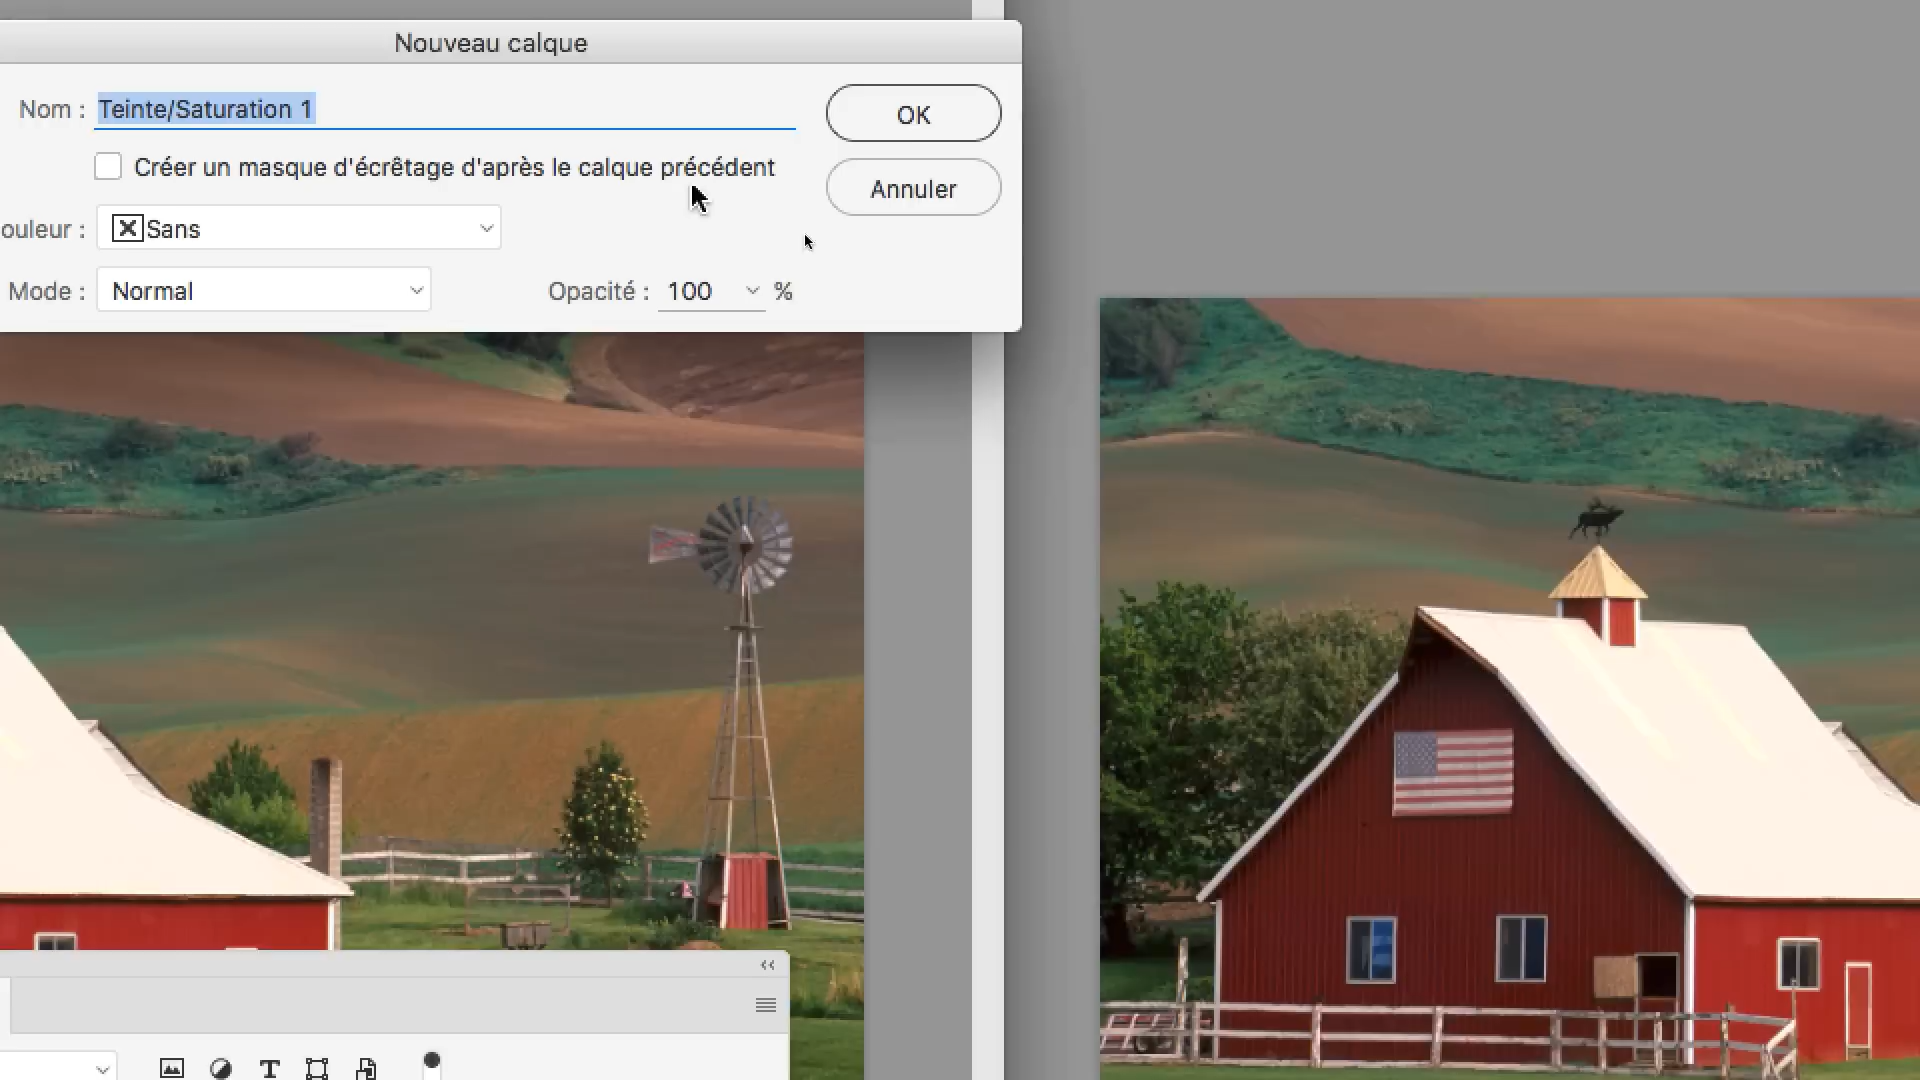 Nouveau calque
Nom : Teinte/Saturation 1
OK
Créer un masque d'écrêtage d'après le calque précédent
Annuler
ouleur : Sans
Mode : Normal
Opacité : 100 %